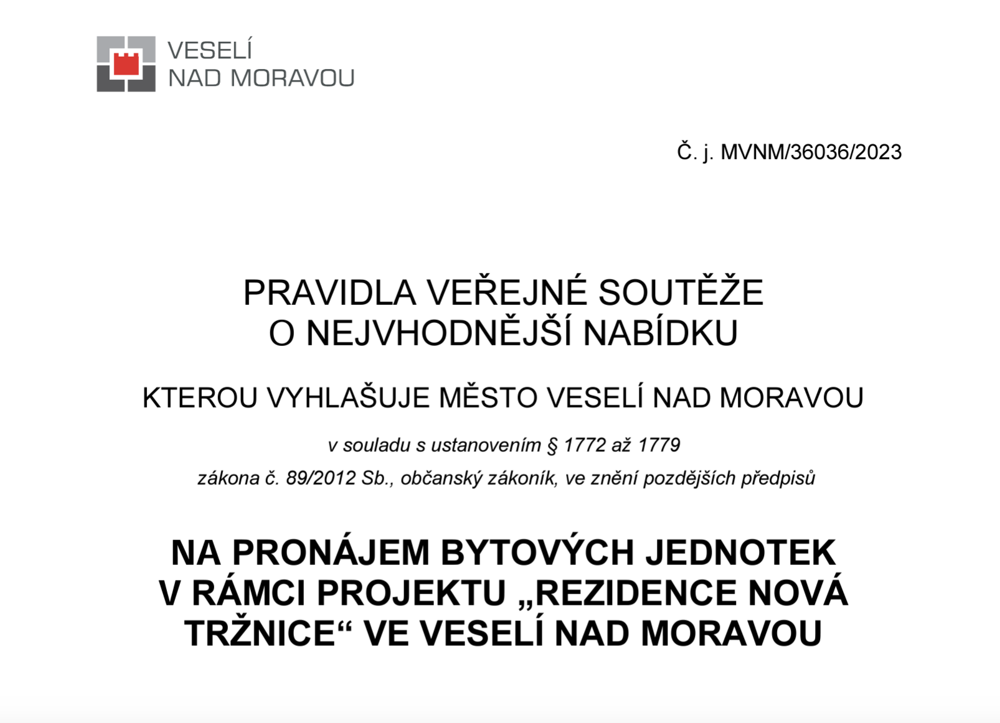 VESELÍ
NAD MORAVOU
Č. j. MVNM/36036/2023
PRAVIDLA VEŘEJNÉ SOUTĚŽE
O NEJVHODNĚJŠÍ NABÍDKU
KTEROU VYHLAŠUJE MĚSTO VESELÍ NAD MORAVOU
v souladu s ustanovením § 1772 až 1779
zákona č. 89/2012 Sb., občanský zákoník, ve znění pozdějších předpisů
NA PRONÁJEM BYTOVÝCH JEDNOTEK
V RÁMCI PROJEKTU „REZIDENCE NOVÁ
TRŽNICE“ VE VESELÍ NAD MORAVOU